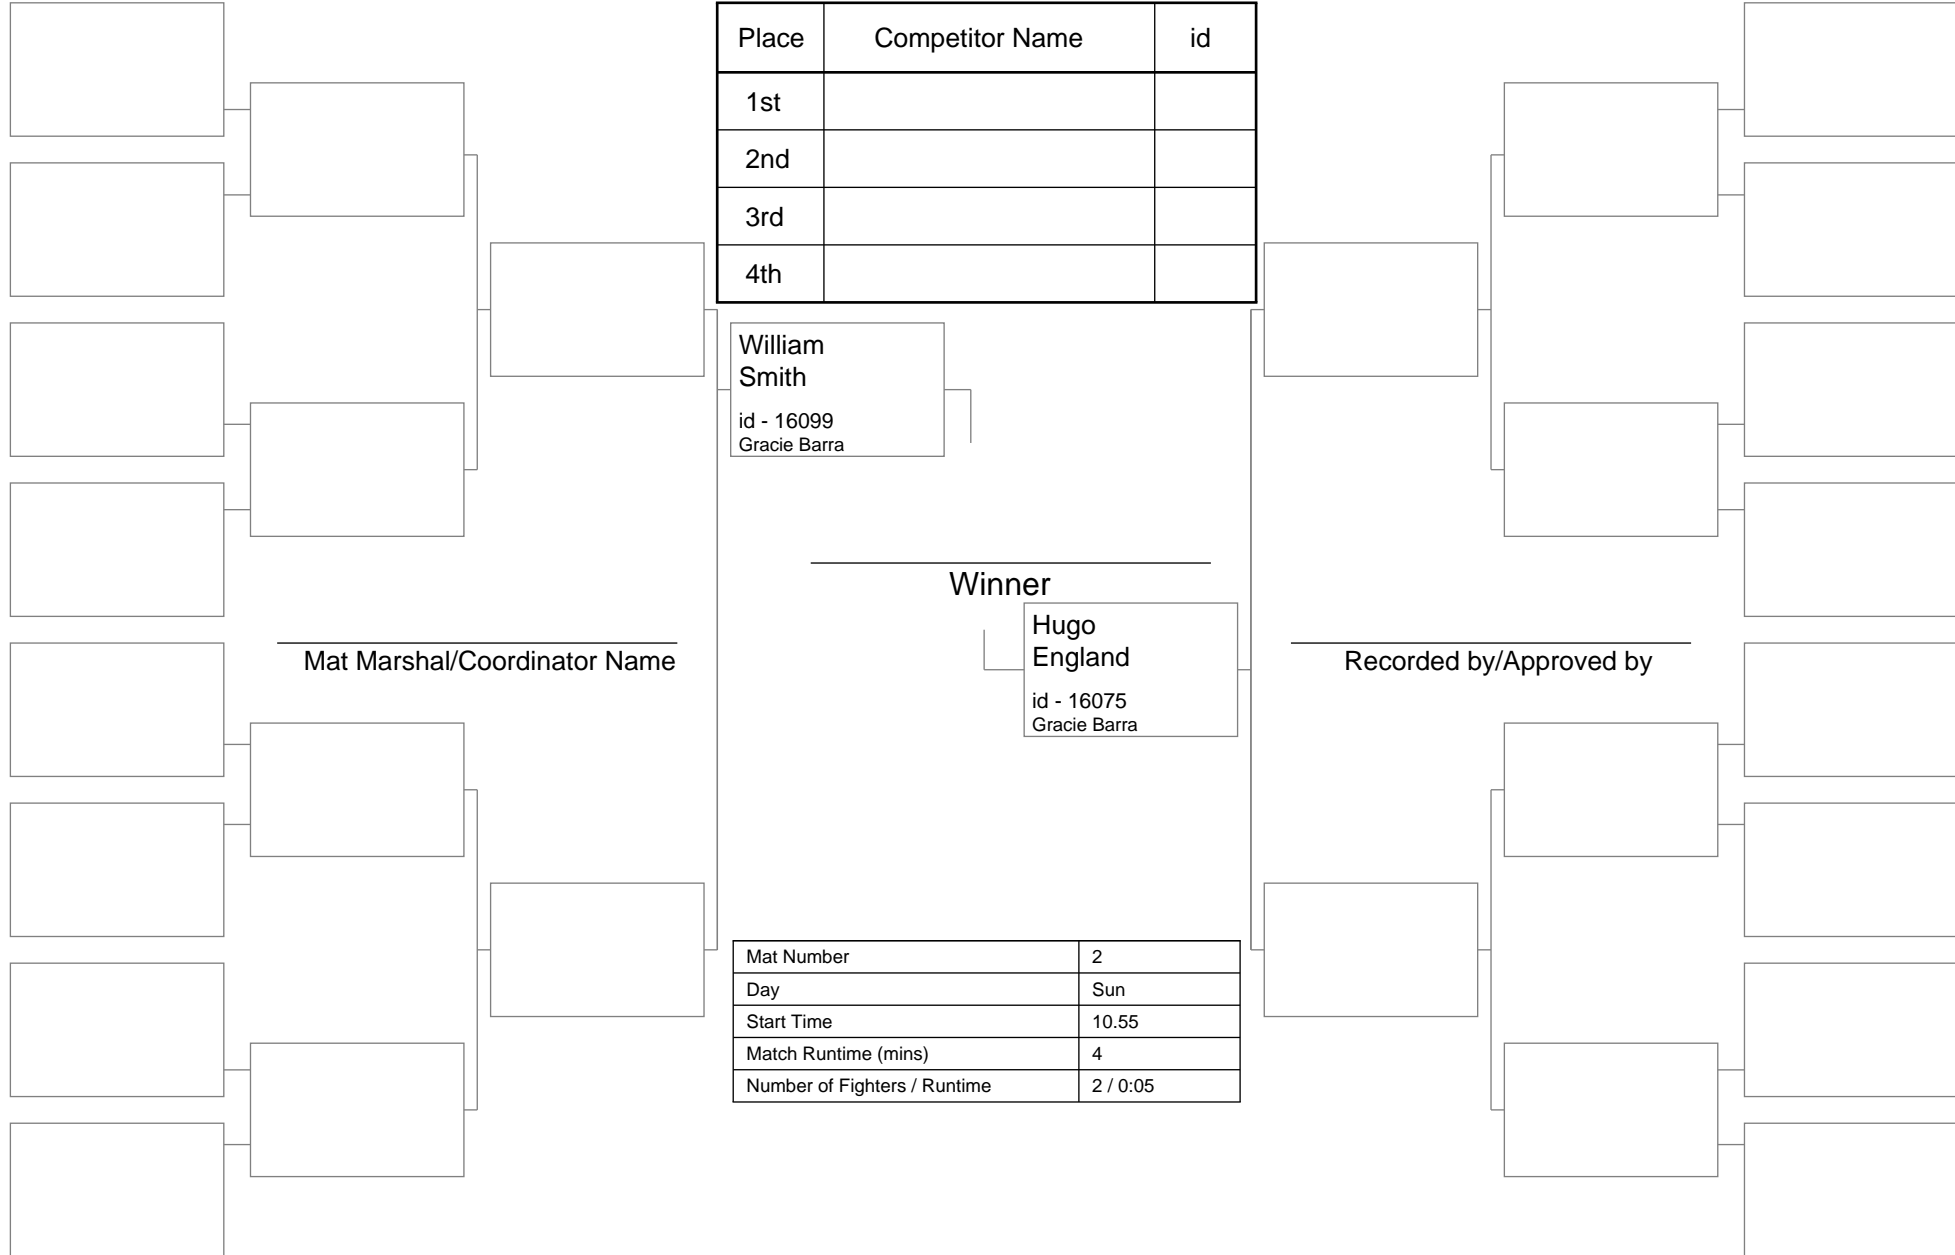 Place Competitor Name id
1st
2nd
3rd
4th
William
Smith
id - 16099
Gracie Barra
Winner
Hugo
England
id - 16075
Gracie Barra
Mat Marshal/Coordinator Name
Recorded by/Approved by
Mat Number 2
Day Sun
Start Time 10.55
Match Runtime (mins) 4
Number of Fighters / Runtime 2 / 0:05